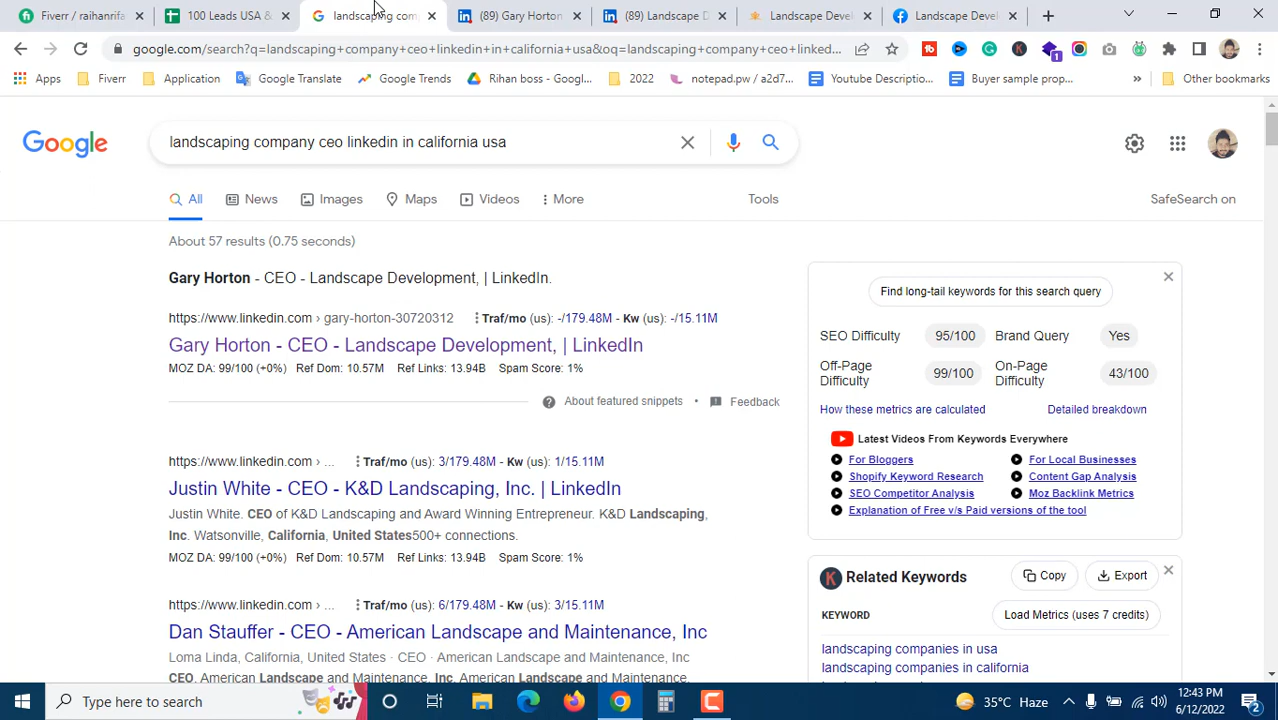 Fiverr / raihanrifa
100 Leads USA &
landscaping com
(89) Gary Horton
(89) Landscape D
Landscape Devel
Landscape Devel
google.com/search?q=landscaping+company+ceo+linkedin+in+california+usa&oq=landscaping+company+ceo+linked...
1
Apps
Fiverr
Application
Google Translate
Google Trends
Rihan boss - Googl...
2022
notepad.pw / a2d7...
Youtube Descriptio...
Buyer sample prop...
»
Other bookmarks
Google
landscaping company ceo linkedin in california usa
All
News
Images
Maps
Videos
More
Tools
SafeSearch on
About 57 results (0.75 seconds)
Gary Horton - CEO - Landscape Development, | LinkedIn.
https://www.linkedin.com › gary-horton-30720312
Traf/mo (us): -/179.48M - Kw (us): -/15.11M
Gary Horton - CEO - Landscape Development, | LinkedIn
MOZ DA: 99/100 (+0%) Ref Dom: 10.57M Ref Links: 13.94B Spam Score: 1%
About featured snippets • Feedback
https://www.linkedin.com › ...
Traf/mo (us): 3/179.48M - Kw (us): 1/15.11M
Justin White - CEO - K&D Landscaping, Inc. | LinkedIn
Justin White. CEO of K&D Landscaping and Award Winning Entrepreneur. K&D Landscaping,
Inc. Watsonville, California, United States500+ connections.
MOZ DA: 99/100 (+0%) Ref Dom: 10.57M Ref Links: 13.94B Spam Score: 1%
https://www.linkedin.com › ...
Traf/mo (us): 6/179.48M - Kw (us): 3/15.11M
Dan Stauffer - CEO - American Landscape and Maintenance, Inc
Loma Linda, California, United States · CEO · American Landscape and Maintenance, Inc
CEO. American Landscape and Maintenance, Inc. American Landscape and Maintenance.
Find long-tail keywords for this search query
SEO Difficulty 95/100 Brand Query Yes
Off-Page Difficulty 99/100 On-Page Difficulty 43/100
How these metrics are calculated
Detailed breakdown
Latest Videos From Keywords Everywhere
For Bloggers
For Local Businesses
Shopify Keyword Research
Content Gap Analysis
SEO Competitor Analysis
Moz Backlink Metrics
Explanation of Free v/s Paid versions of the tool
K Related Keywords
Copy
Export
KEYWORD
Load Metrics (uses 7 credits)
landscaping companies in usa
landscaping companies in california
Type here to search
35°C Haze
12:43 PM
6/12/2022
2